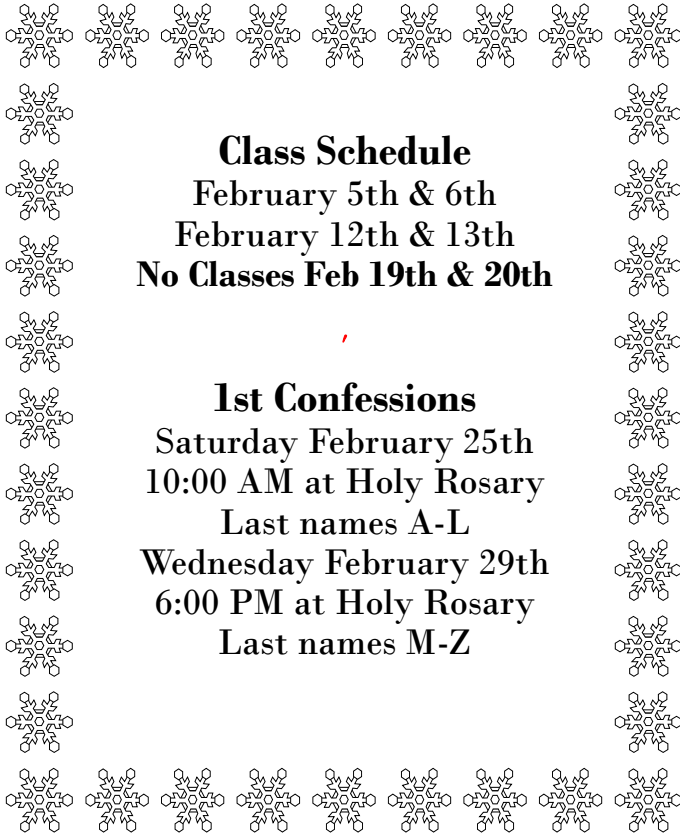 Class Schedule
February 5th & 6th
February 12th & 13th
No Classes Feb 19th & 20th
,
1st Confessions
Saturday February 25th
10:00 AM at Holy Rosary
Last names A-L
Wednesday February 29th
6:00 PM at Holy Rosary
Last names M-Z